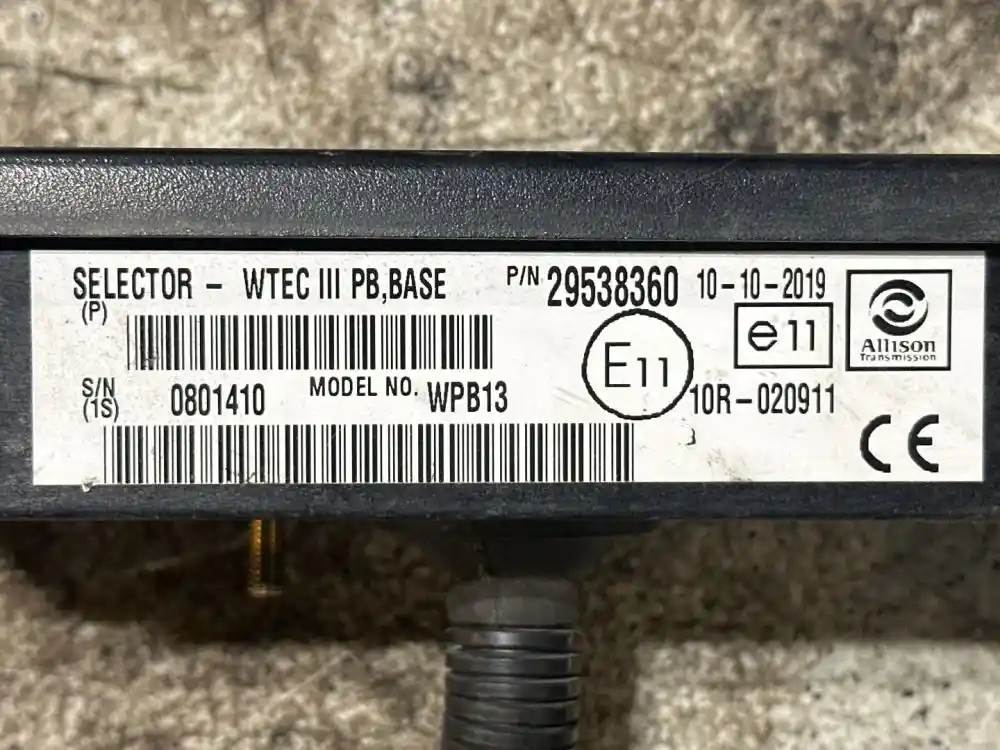 SELECTOR - WTEC III PB,BASE P/N 29538360 10-10-2019
(P)
e11
Allison
Transmission
E11
S/N
(1S) 0801410 MODEL NO. WPB13 10R-020911
CE